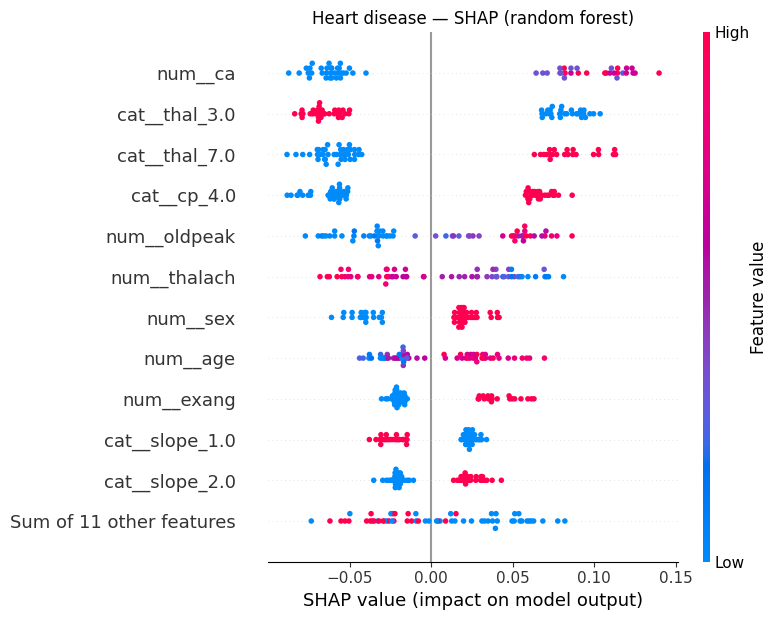 Heart disease — SHAP (random forest)
High
num__ca
cat__thal_3.0
cat__thal_7.0
cat__cp_4.0
num__oldpeak
num__thalach
num__sex
num__age
num__exang
cat__slope_1.0
cat__slope_2.0
Sum of 11 other features
Feature value
Low
−0.05 0.00 0.05 0.10 0.15
SHAP value (impact on model output)